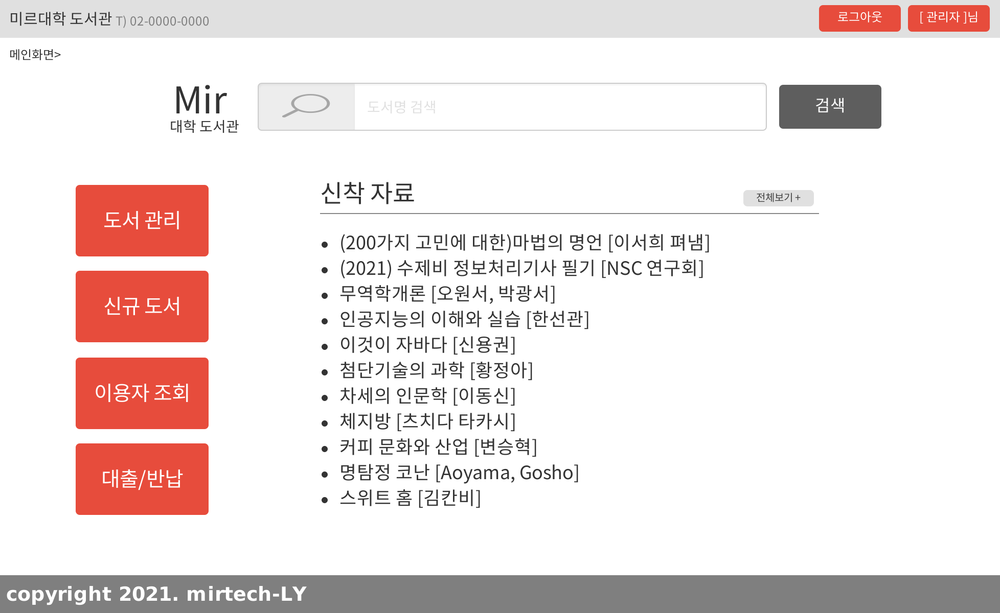 미르대학 도서관 T) 02-0000-0000
로그아웃
[ 관리자 ]님
메인화면>
Mir
대학 도서관
도서명 검색
검색
도서 관리
신규 도서
이용자 조회
대출/반납
신착 자료
전체보기 +
(200가지 고민에 대한)마법의 명언 [이서희 펴냄]
(2021) 수제비 정보처리기사 필기 [NSC 연구회]
무역학개론 [오원서, 박광서]
인공지능의 이해와 실습 [한선관]
이것이 자바다 [신용권]
첨단기술의 과학 [황정아]
차세의 인문학 [이동신]
체지방 [츠치다 타카시]
커피 문화와 산업 [변승혁]
명탐정 코난 [Aoyama, Gosho]
스위트 홈 [김칸비]
copyright 2021. mirtech-LY